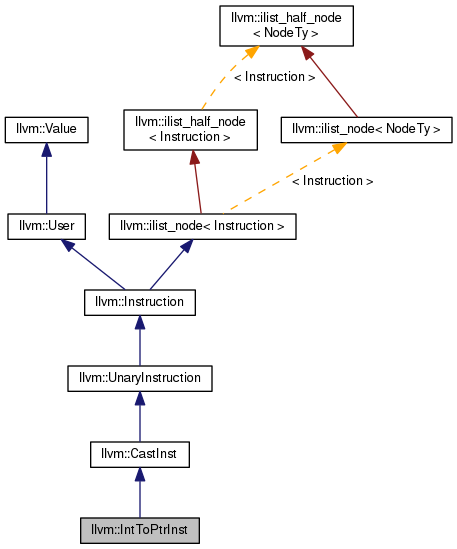 llvm::ilist_half_node
< NodeTy >
< Instruction >
llvm::ilist_half_node
< Instruction >
llvm::Value
llvm::ilist_node< NodeTy >
< Instruction >
llvm::User
llvm::ilist_node< Instruction >
llvm::Instruction
llvm::UnaryInstruction
llvm::CastInst
llvm::IntToPtrInst